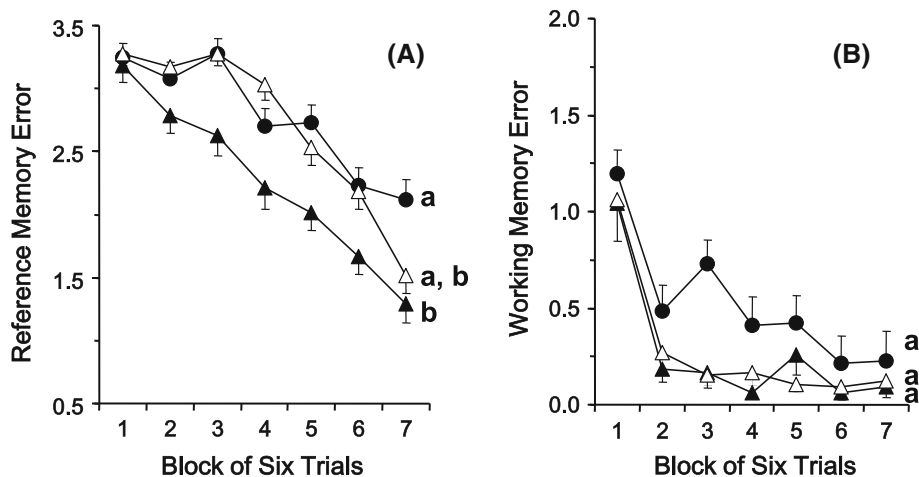 (A)
Reference Memory Error
3.5
2.5
1.5
0.5
a
a, b
b
1 2 3 4 5 6 7
Block of Six Trials
(B)
Working Memory Error
2.0
1.5
1.0
0.5
0.0
a
a
a
1 2 3 4 5 6 7
Block of Six Trials